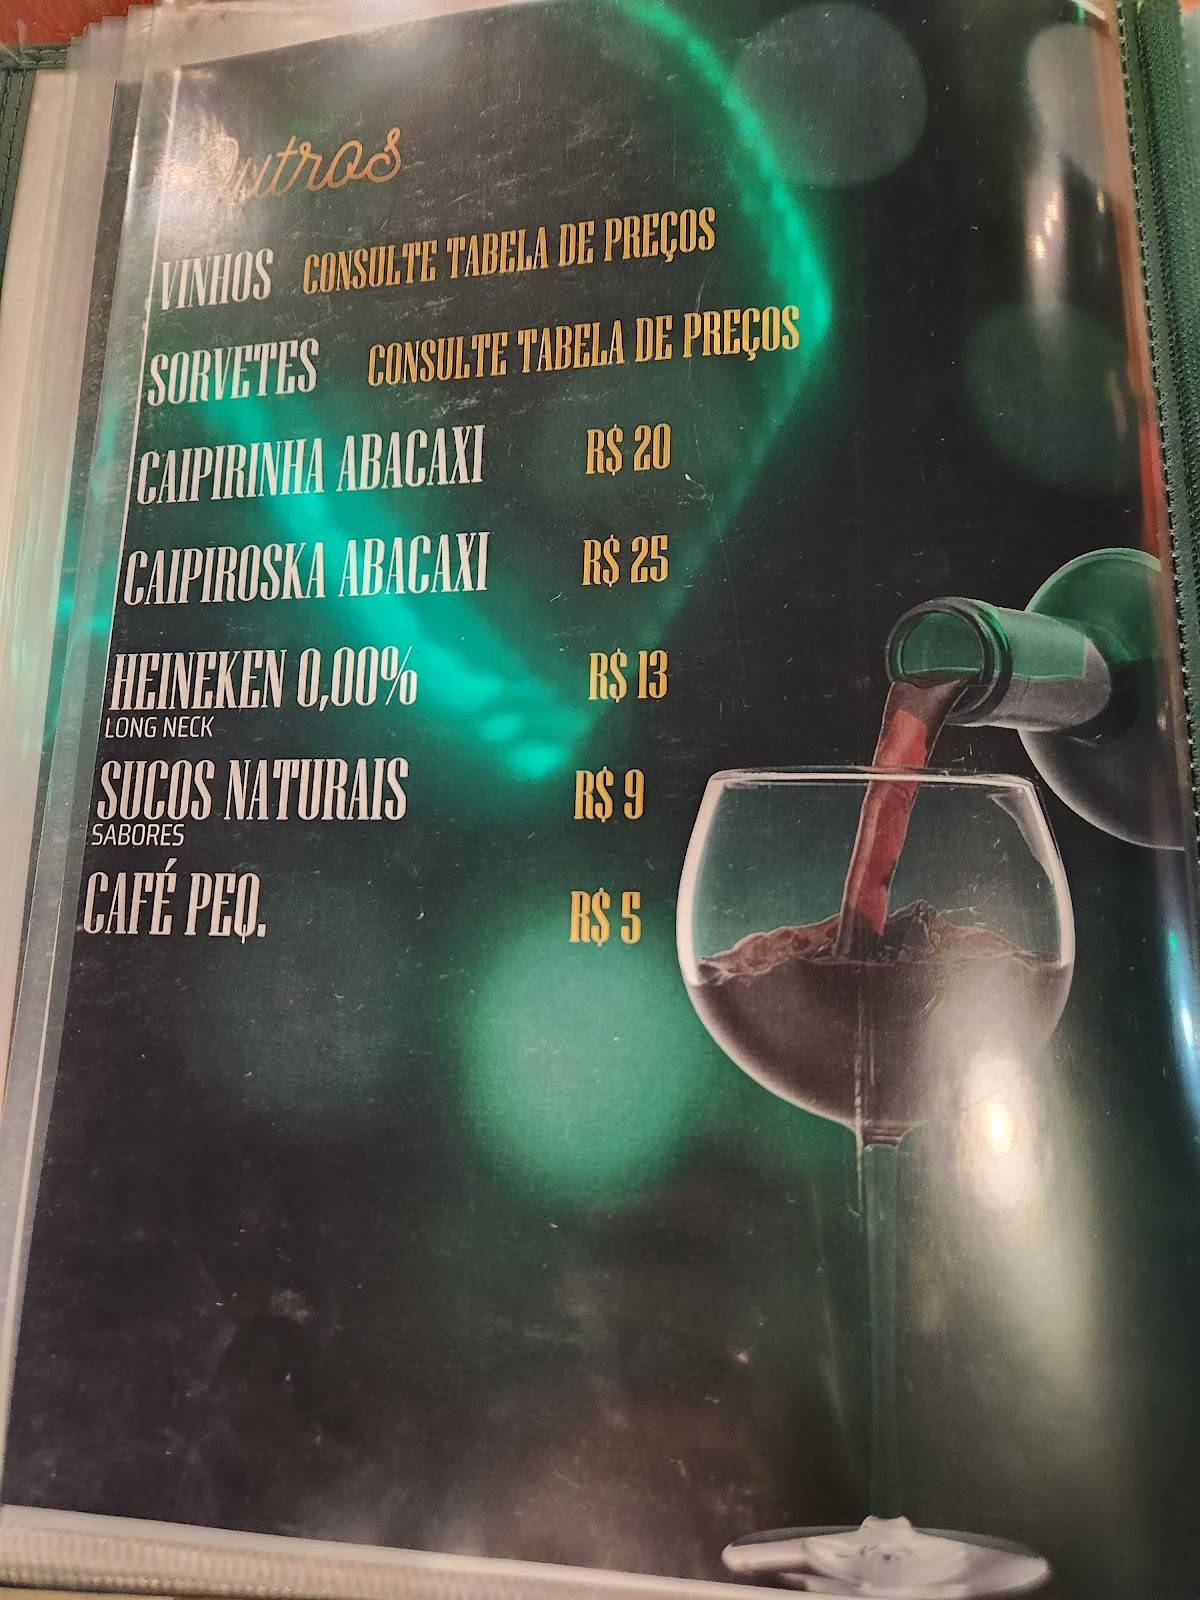 Outros
VINHOS CONSULTE TABELA DE PREÇOS
SORVETES CONSULTE TABELA DE PREÇOS
CAIPIRINHA ABACAXI R$ 20
CAIPIROSKA ABACAXI R$ 25
HEINEKEN 0,00% R$ 13
LONG NECK
SUCOS NATURAIS R$ 9
SABORES
CAFÉ PEQ. R$ 5